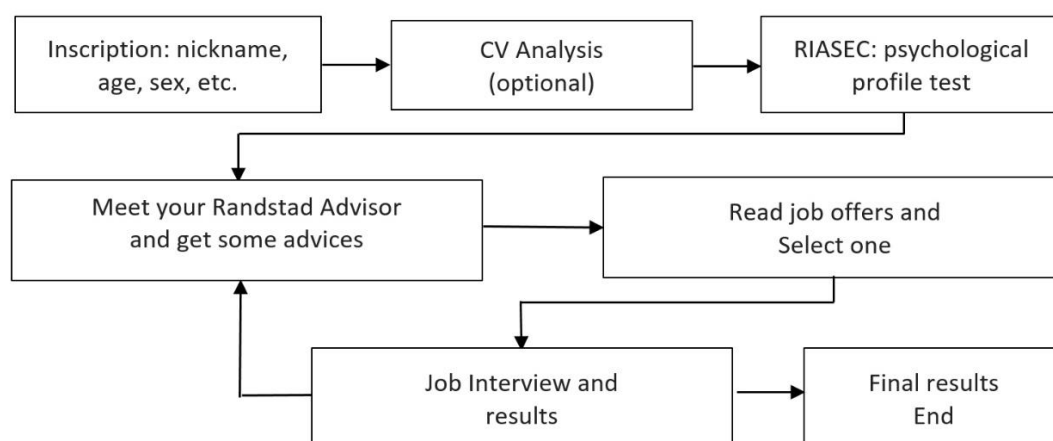 Inscription: nickname,
age, sex, etc.
CV Analysis
(optional)
RIASEC: psychological
profile test
Meet your Randstad Advisor
and get some advices
Read job offers and
Select one
Job Interview and
results
Final results
End